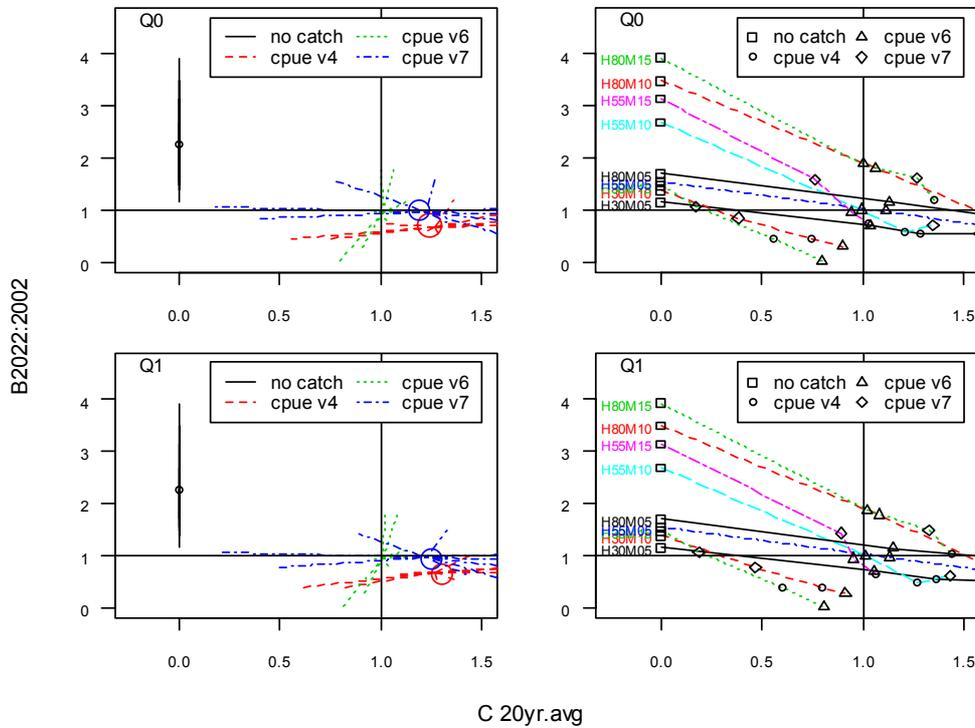 Q0
no catch cpue v6
cpue v4 cpue v7
4
3
2
1
0
0.0 0.5 1.0 1.5
Q0
no catch cpue v6
cpue v4 cpue v7
4
3
2
1
0
H80M15
H80M10
H55M15
H55M10
H80M05
H55M05
H30M10
H30M05
0.0 0.5 1.0 1.5
B2022:2002
Q1
no catch cpue v6
cpue v4 cpue v7
4
3
2
1
0
0.0 0.5 1.0 1.5
Q1
no catch cpue v6
cpue v4 cpue v7
4
3
2
1
0
H80M15
H80M10
H55M15
H55M10
H80M05
H55M05
H30M10
H30M05
0.0 0.5 1.0 1.5
C 20yr.avg